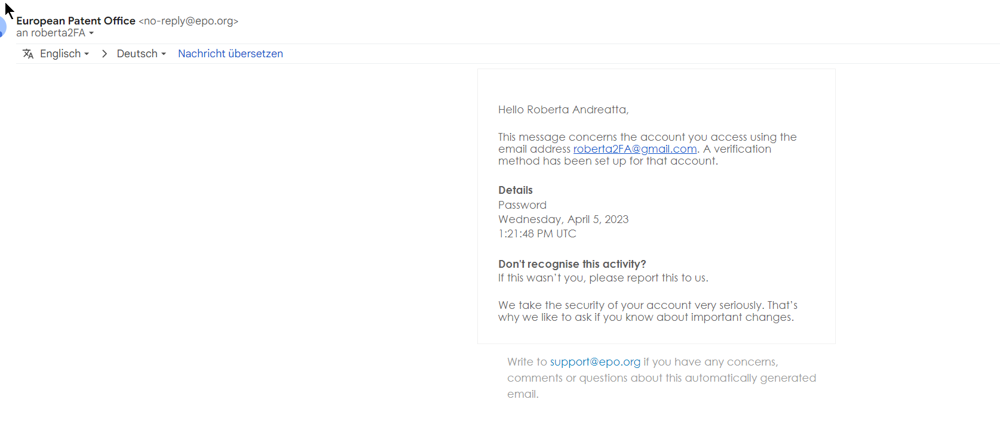 European Patent Office <no-reply@epo.org>
an roberta2FA
Englisch > Deutsch Nachricht übersetzen
Hello Roberta Andreatta,
This message concerns the account you access using the
email address roberta2FA@gmail.com. A verification
method has been set up for that account.
Details
Password
Wednesday, April 5, 2023
1:21:48 PM UTC
Don't recognise this activity?
If this wasn’t you, please report this to us.
We take the security of your account very seriously. That’s
why we like to ask if you know about important changes.
Write to support@epo.org if you have any concerns,
comments or questions about this automatically generated
email.